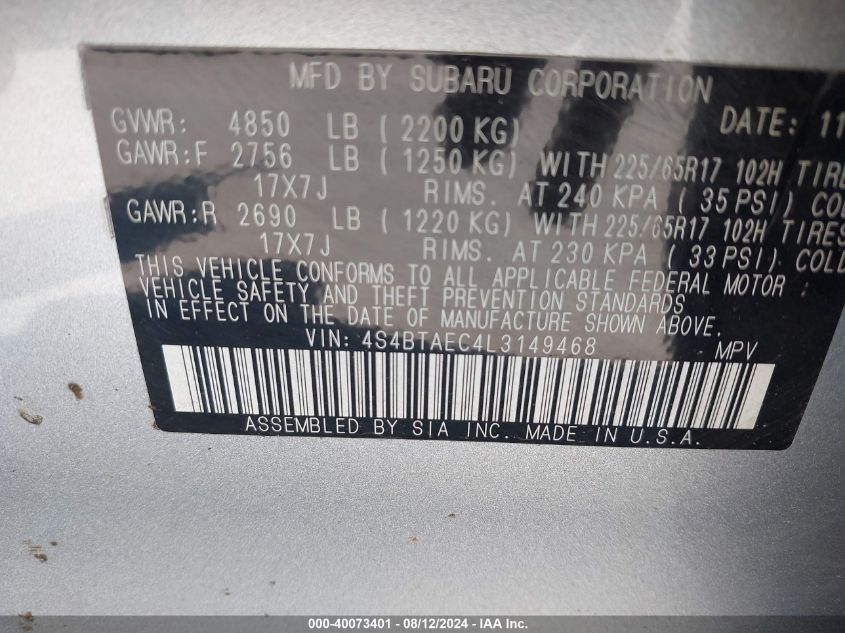 MFD BY SUBARU CORPORATION
GVWR: 4850 LB ( 2200 KG) DATE: 11
GAWR:F 2756 LB ( 1250 KG) WITH 225/65R17 102H TIRE
17X7J RIMS. AT 240 KPA ( 35 PSI) COL
GAWR:R 2690 LB ( 1220 KG) WITH 225/65R17 102H TIRES
17X7J RIMS. AT 230 KPA ( 33 PSI) COLD
THIS VEHICLE CONFORMS TO ALL APPLICABLE FEDERAL MOTOR :
VEHICLE SAFETY AND THEFT PREVENTION STANDARDS
IN EFFECT ON THE DATE OF MANUFACTURE SHOWN ABOVE.
VIN: 4S4BTAEC4L3149468 MPV
ASSEMBLED BY SIA INC. MADE IN U.S.A.
000-40073401 - 08/12/2024 - IAA Inc.